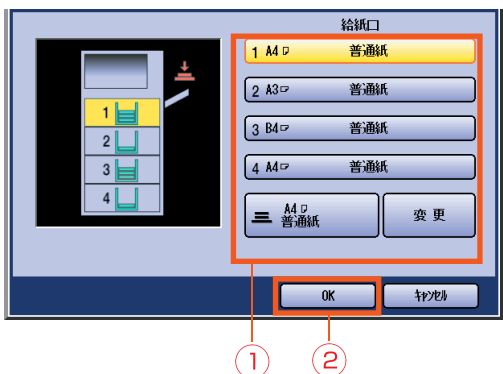 給紙口
1 A4 普通紙
1
2 A3 普通紙
2
3 B4 普通紙
3
4 A4 普通紙
4
A4
普通紙
変更
OK
ｷｬﾝｾﾙ
1 2